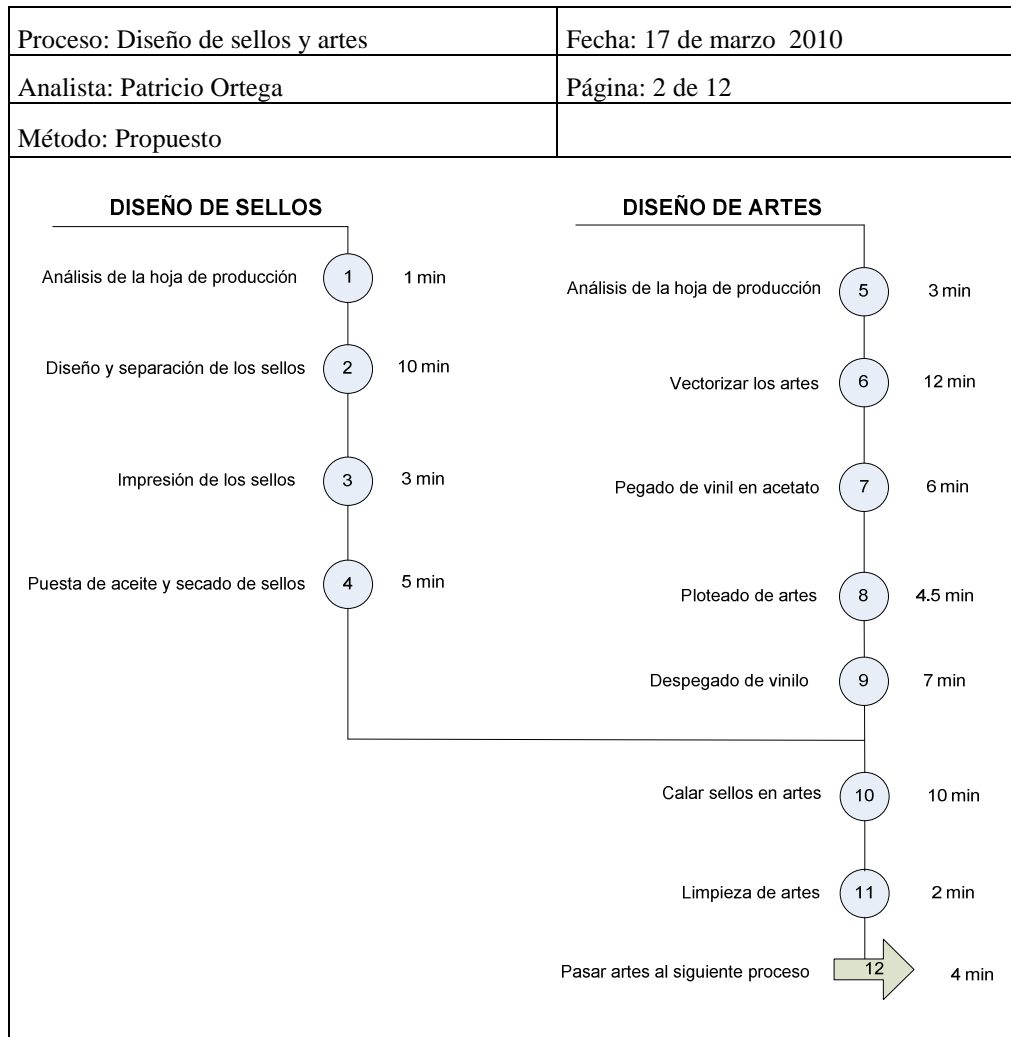 Proceso: Diseño de sellos y artes
Fecha: 17 de marzo 2010
Analista: Patricio Ortega
Página: 2 de 12
Método: Propuesto
DISEÑO DE SELLOS
Análisis de la hoja de producción 1 1 min
Diseño y separación de los sellos 2 10 min
Impresión de los sellos 3 3 min
Puesta de aceite y secado de sellos 4 5 min
DISEÑO DE ARTES
Análisis de la hoja de producción 5 3 min
Vectorizar los artes 6 12 min
Pegado de vinil en acetato 7 6 min
Ploteado de artes 8 4.5 min
Despegado de vinilo 9 7 min
Calar sellos en artes 10 10 min
Limpieza de artes 11 2 min
Pasar artes al siguiente proceso 12 4 min